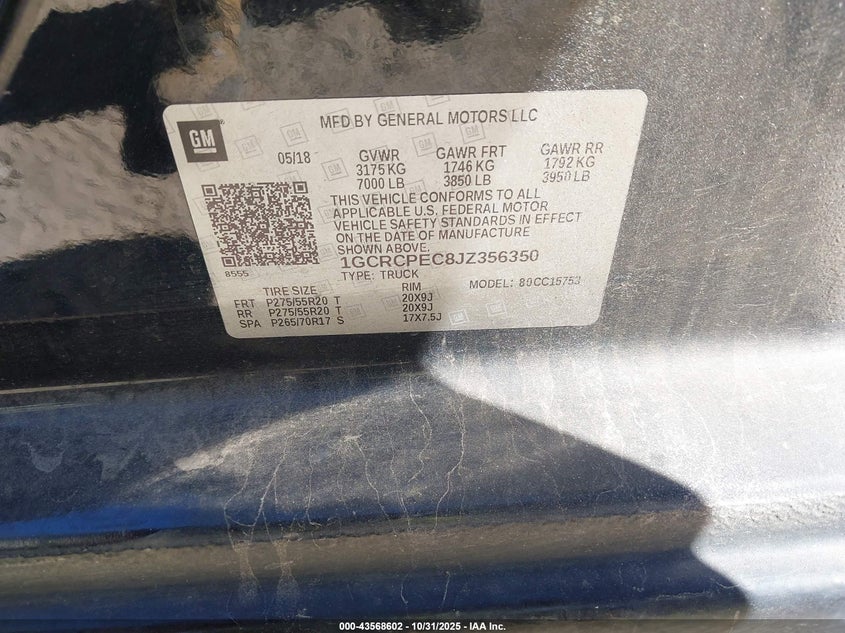 GM
MFD BY GENERAL MOTORS LLC
05/18 GVWR GAWR FRT GAWR RR
3175 KG 1746 KG 1792 KG
7000 LB 3850 LB 3950 LB
THIS VEHICLE CONFORMS TO ALL
APPLICABLE U.S. FEDERAL MOTOR
VEHICLE SAFETY STANDARDS IN EFFECT
ON THE DATE OF MANUFACTURE
SHOWN ABOVE.
8555 1GCRCPEC8JZ356350
TYPE: TRUCK MODEL: 80CC15753
TIRE SIZE RIM
FRT P275/55R20 T 20X9J
RR P275/55R20 T 20X9J
SPA P265/70R17 S 17X7.5J
000-43568602 - 10/31/2025 - IAA Inc.